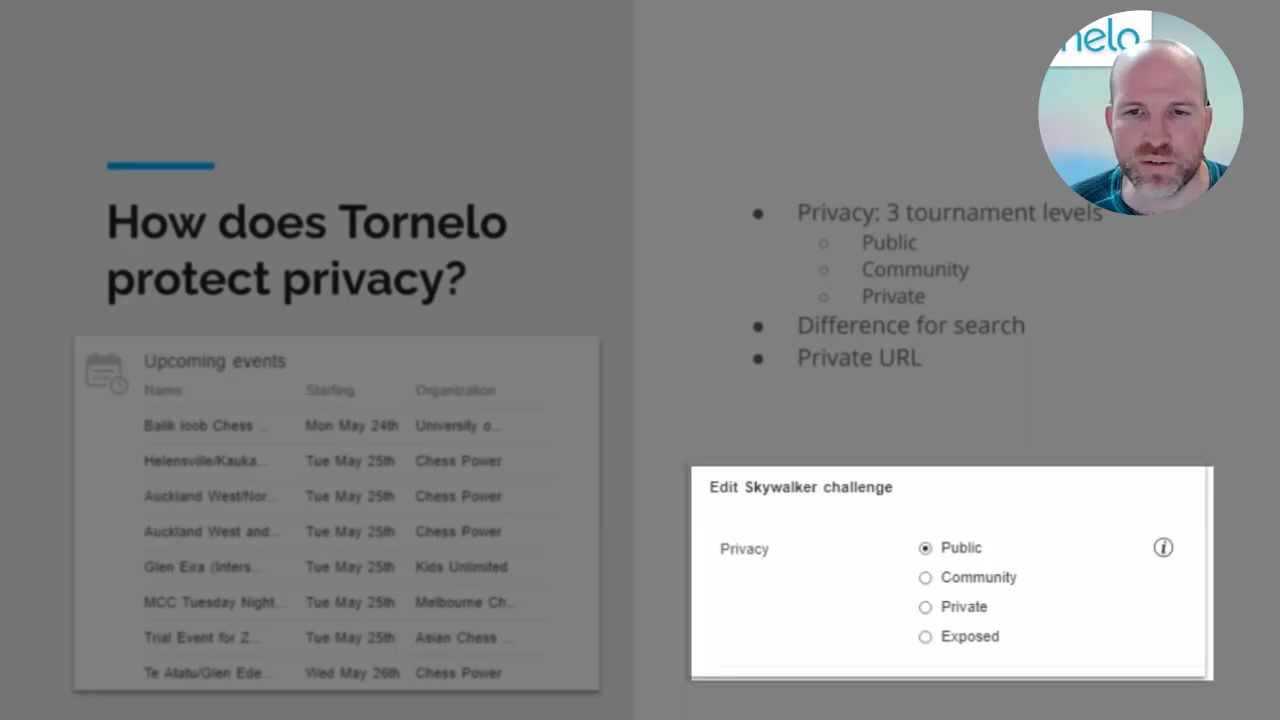 nelo
How does Tornelo
protect privacy?
Upcoming events
Name Starting Organization
Balik loob Chess ... Mon May 24th University o...
Helensville/Kauka... Tue May 25th Chess Power
Auckland West/Nor... Tue May 25th Chess Power
Auckland West and... Tue May 25th Chess Power
Glen Eira (Inters... Tue May 25th Kids Unlimited
MCC Tuesday Night... Tue May 25th Melbourne Ch...
Trial Event for Z... Tue May 25th Asian Chess ...
Te Atatu/Glen Ede... Wed May 26th Chess Power
Privacy: 3 tournament levels
Public
Community
Private
Difference for search
Private URL
Edit Skywalker challenge
Privacy
Public
Community
Private
Exposed